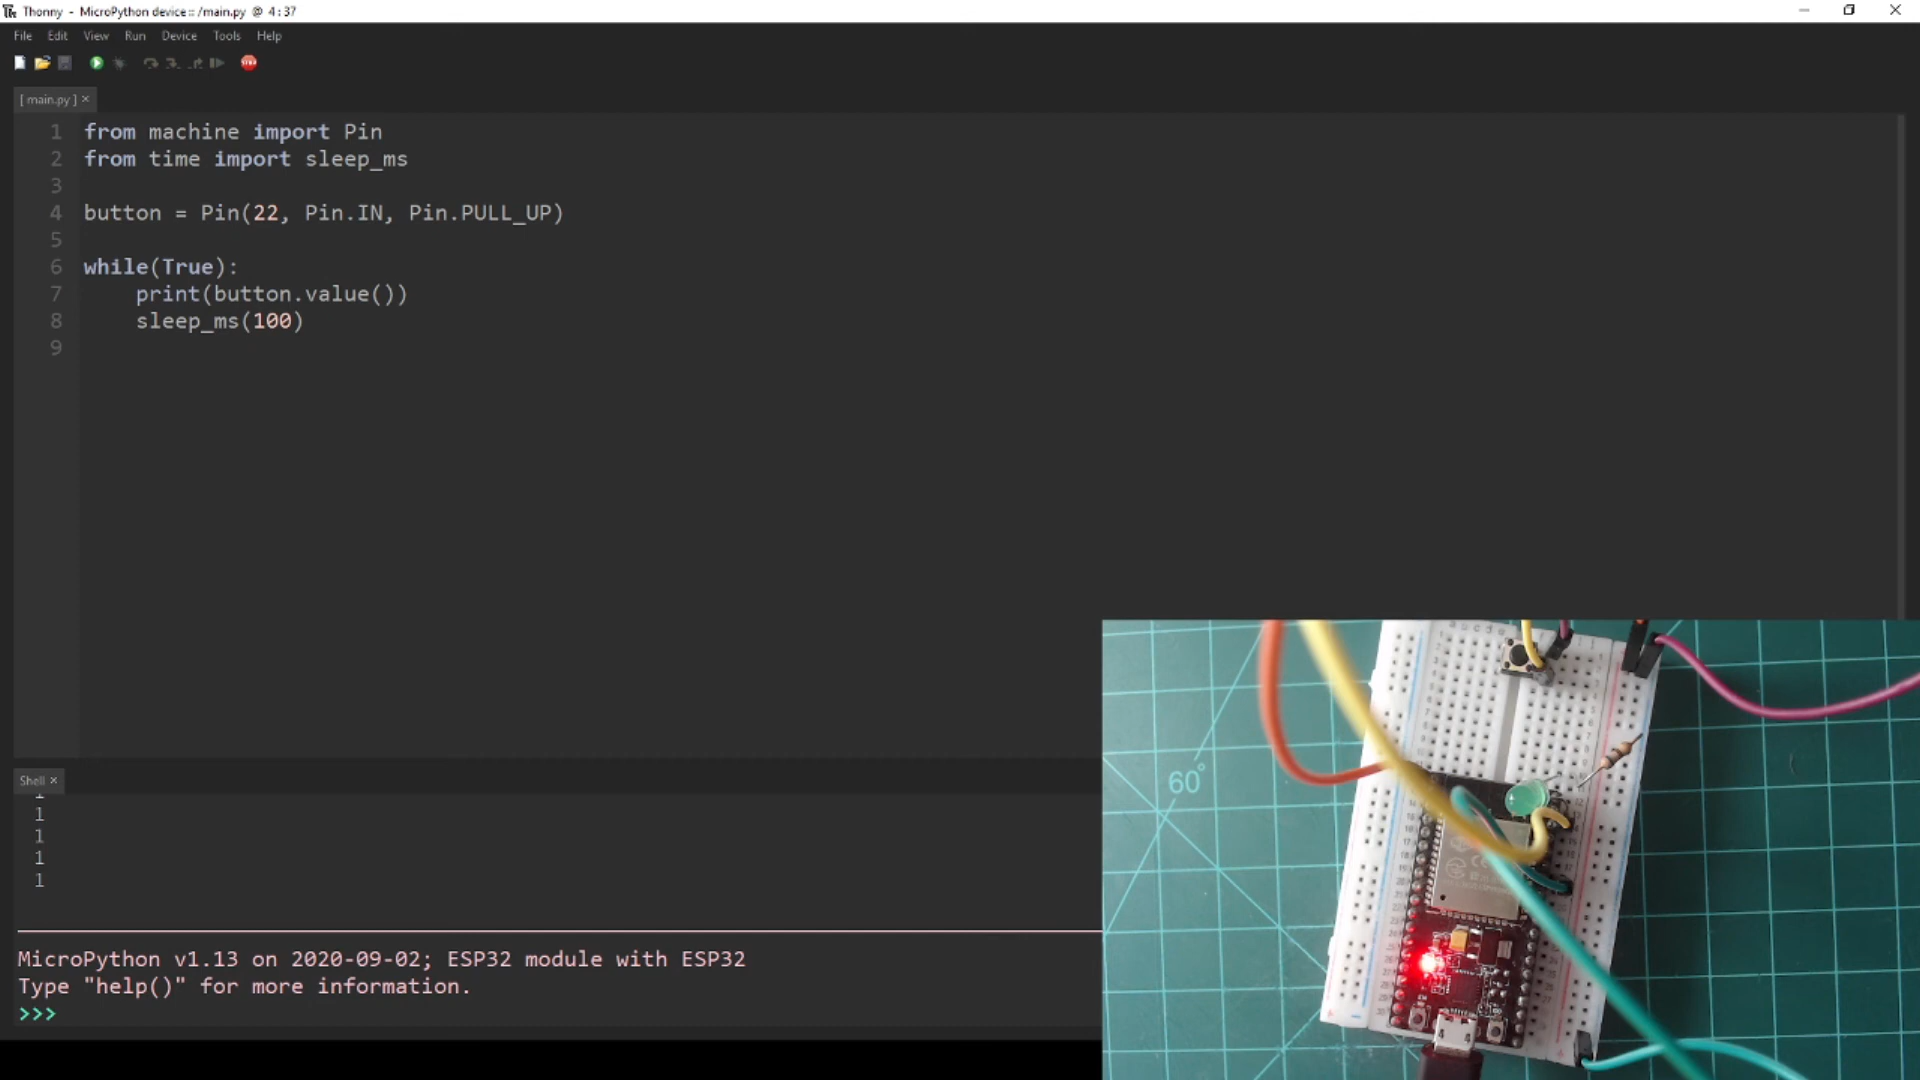 Thonny - MicroPython device :: /main.py @ 4:37
File Edit View Run Device Tools Help
[ main.py ] ×
1 from machine import Pin
2 from time import sleep_ms
3
4 button = Pin(22, Pin.IN, Pin.PULL_UP)
5
6 while(True):
7 print(button.value())
8 sleep_ms(100)
9
Shell ×
1
1
1
1
1
MicroPython v1.13 on 2020-09-02; ESP32 module with ESP32
Type "help()" for more information.
>>>
60°